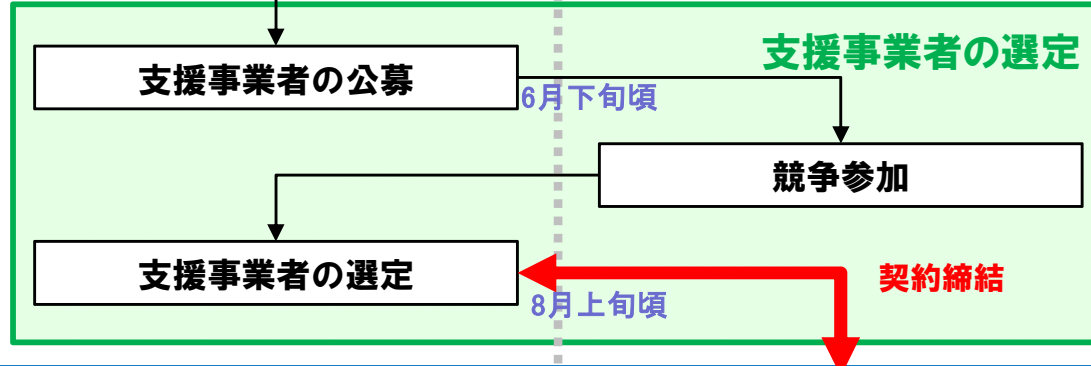 支援事業者の選定
支援事業者の公募
6月下旬頃
競争参加
支援事業者の選定
契約締結
8月上旬頃